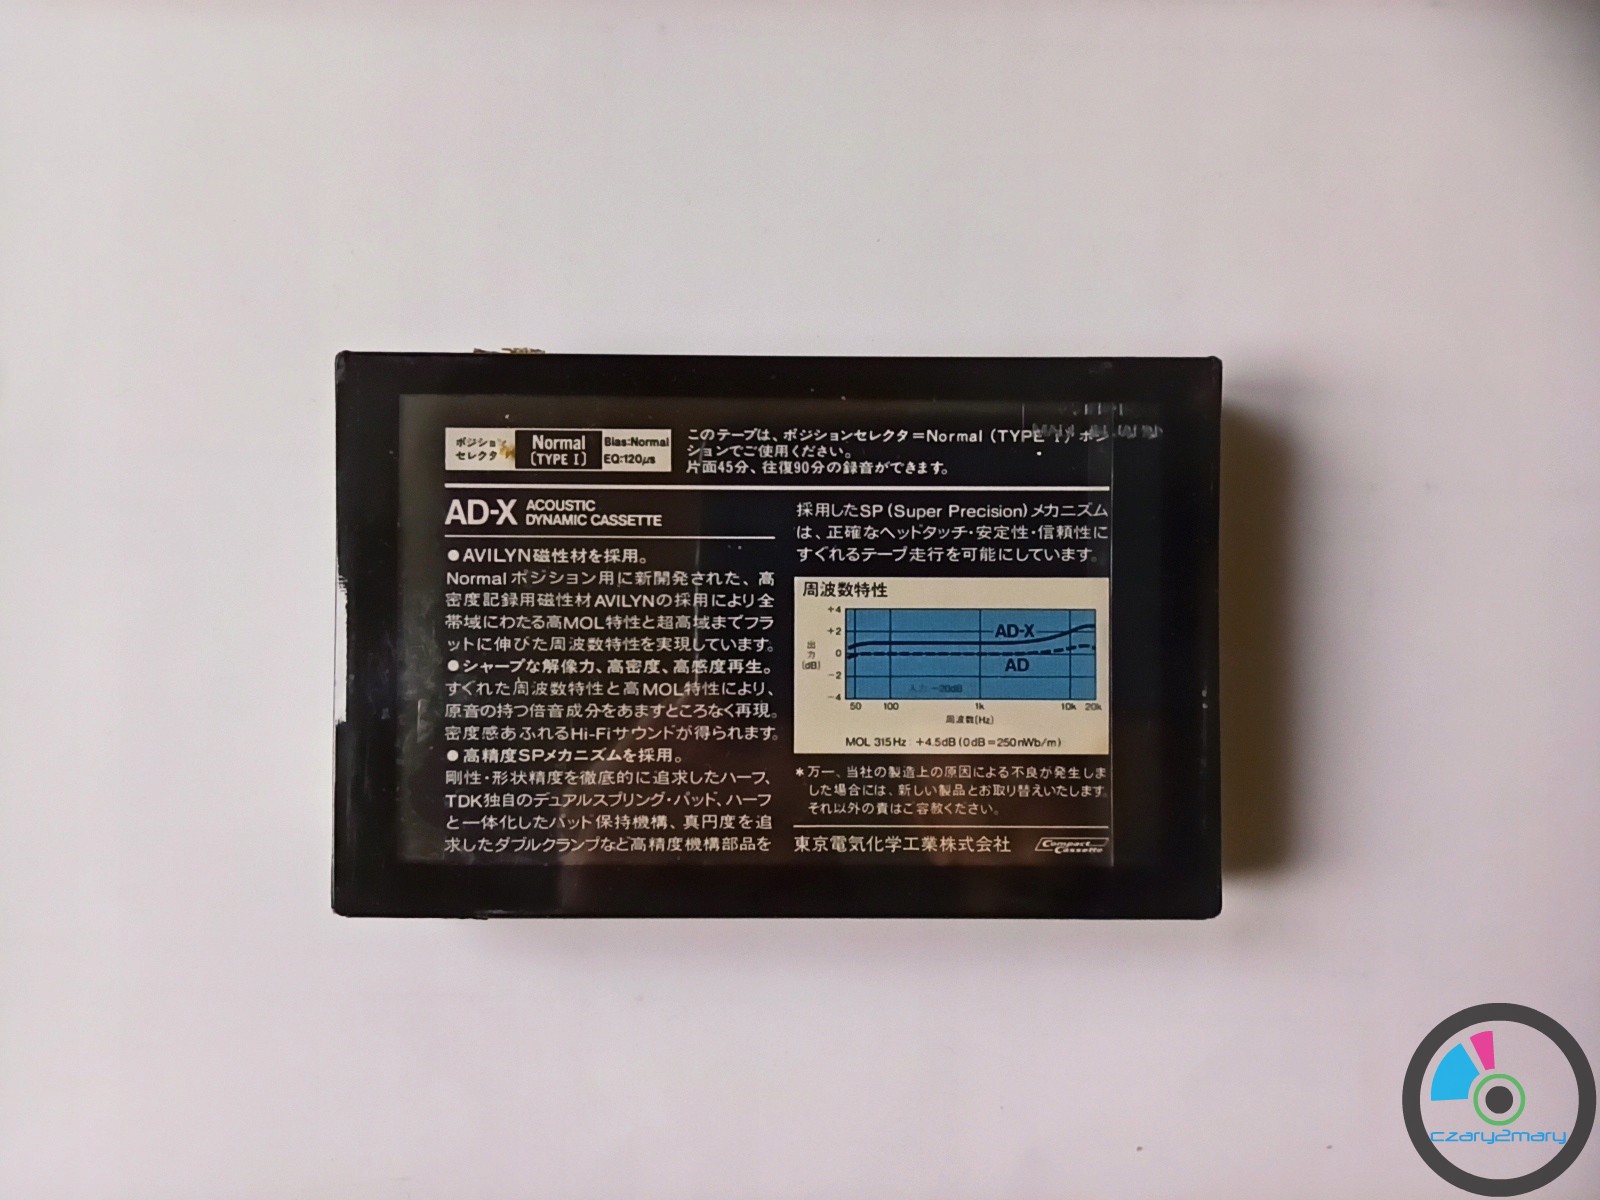 ポジション
セレクタ
Normal
(TYPE I)
Bias:Normal
EQ:120µs
このテープは、ポジションセレクタ=Normal (TYPE I) ポジ
ションでご使用ください。
片面45分、往復90分の録音ができます。
AD-X ACOUSTIC
DYNAMIC CASSETTE
●AVILYN磁性材を採用。
Normalポジション用に新開発された、高
密度記録用磁性材AVILYNの採用により全
帯域にわたる高MOL特性と超高域までフラ
ットに伸びた周波数特性を実現しています。
●シャープな解像力、高密度、高感度再生。
すぐれた周波数特性と高MOL特性により、
原音の持つ倍音成分をあますところなく再現。
密度感あふれるHi-Fiサウンドが得られます。
●高精度SPメカニズムを採用。
剛性・形状精度を徹底的に追求したハーフ、
TDK独自のデュアルスプリング・パッド、ハーフ
と一体化したパッド保持機構、真円度を追
求したダブルクランプなど高精度機構部品を
採用したSP (Super Precision) メカニズム
は、正確なヘッドタッチ・安定性・信頼性に
すぐれるテープ走行を可能にしています。
周波数特性
+4
+2
0
-2
-4
出力
(dB)
AD-X
AD
入力 -20dB
50 100 1k 10k 20k
周波数(Hz)
MOL 315Hz: +4.5dB (0dB=250nWb/m)
*万一、当社の製造上の原因による不良が発生しま
した場合には、新しい製品とお取り替えいたします。
それ以外の責はご容赦ください。
東京電気化学工業株式会社
Compact
Cassette
czary2mary